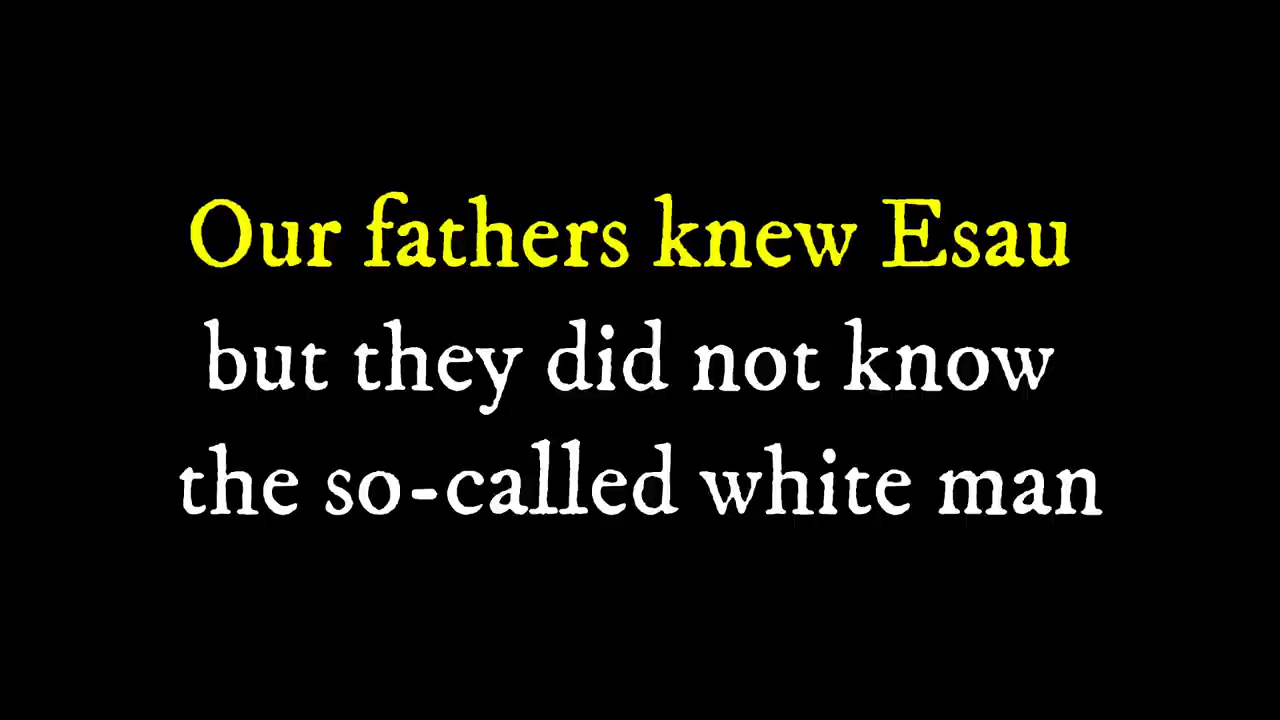 Our fathers knew Esau
but they did not know
the so-called white man